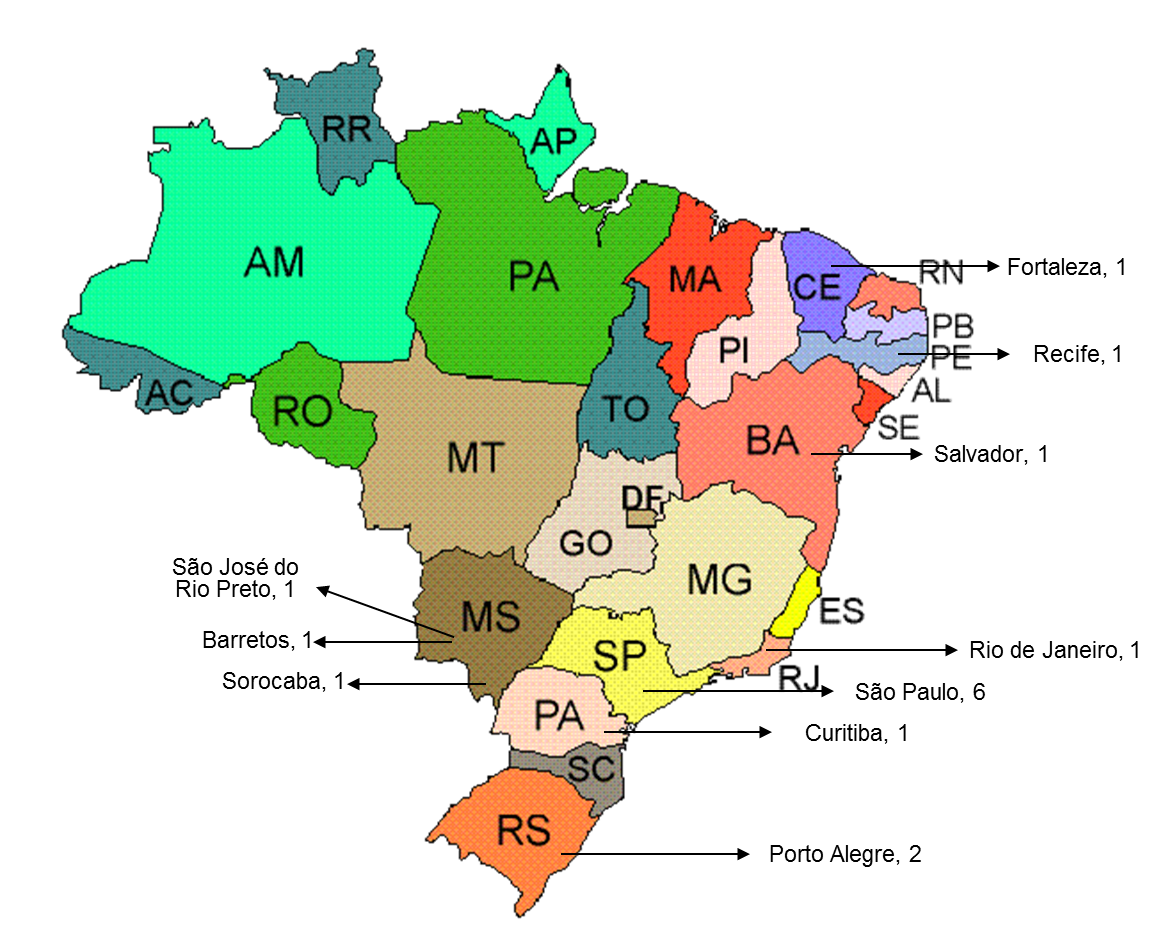 RR
AP
AM
PA
MA
CE
RN
Fortaleza, 1
PB
PI
PE
Recife, 1
AC
RO
TO
AL
SE
MT
BA
Salvador, 1
DF
GO
MG
São José do
Rio Preto, 1
MS
ES
Barretos, 1
SP
Rio de Janeiro, 1
Sorocaba, 1
RJ
São Paulo, 6
PA
Curitiba, 1
SC
RS
Porto Alegre, 2